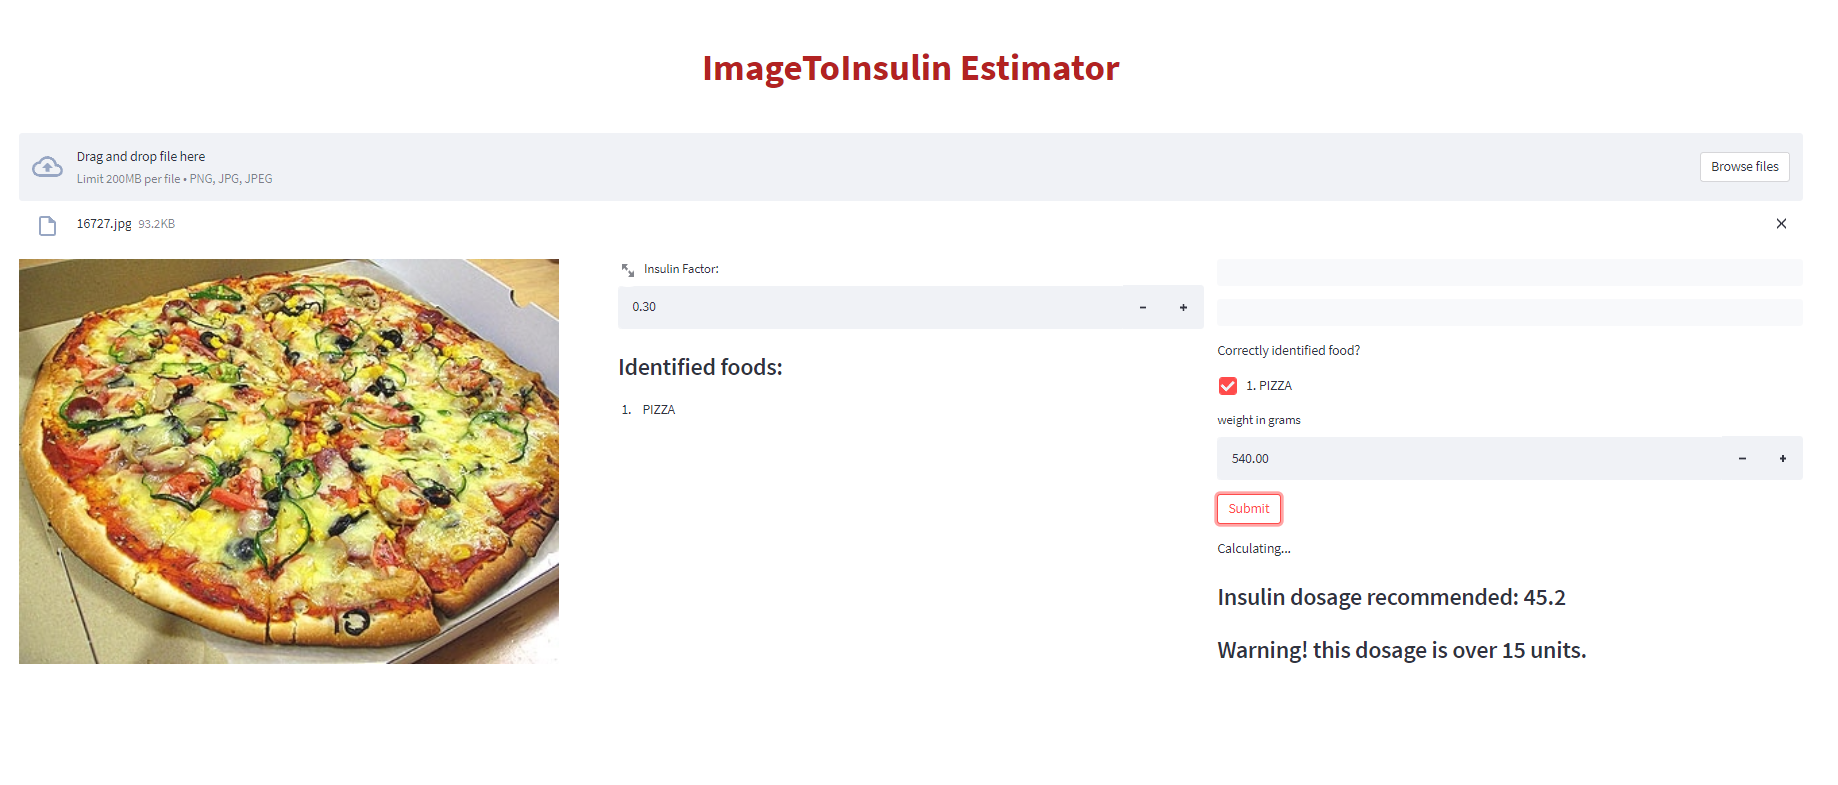 ImageToInsulin Estimator
Drag and drop file here
Limit 200MB per file • PNG, JPG, JPEG
Browse files
16727.jpg 93.2KB
Insulin Factor:
0.30
Identified foods:
1. PIZZA
Correctly identified food?
1. PIZZA
weight in grams
540.00
Submit
Calculating...
Insulin dosage recommended: 45.2
Warning! this dosage is over 15 units.